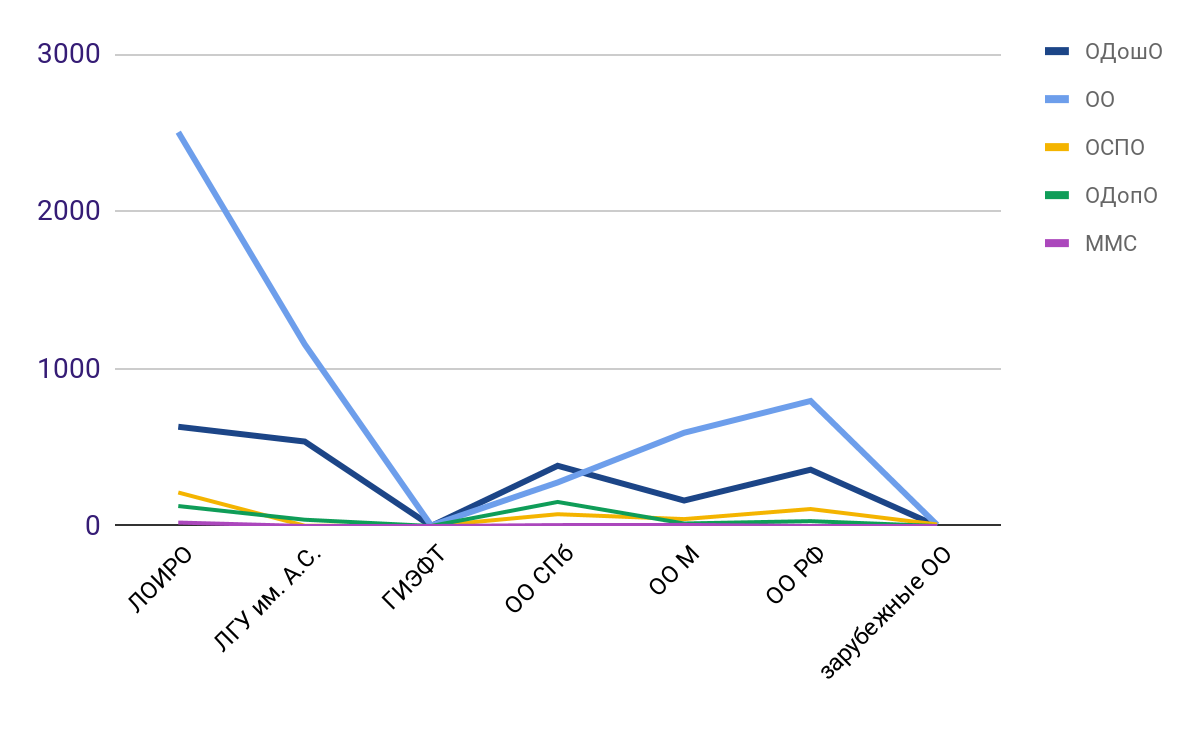 3000
2000
1000
0
ЛОИРО
ЛГУ им. А.С.
ГИЭФТ
ОО СПб
ОО М
ОО РФ
зарубежные ОО
ОДошО
ОО
ОСПО
ОДопО
ММС